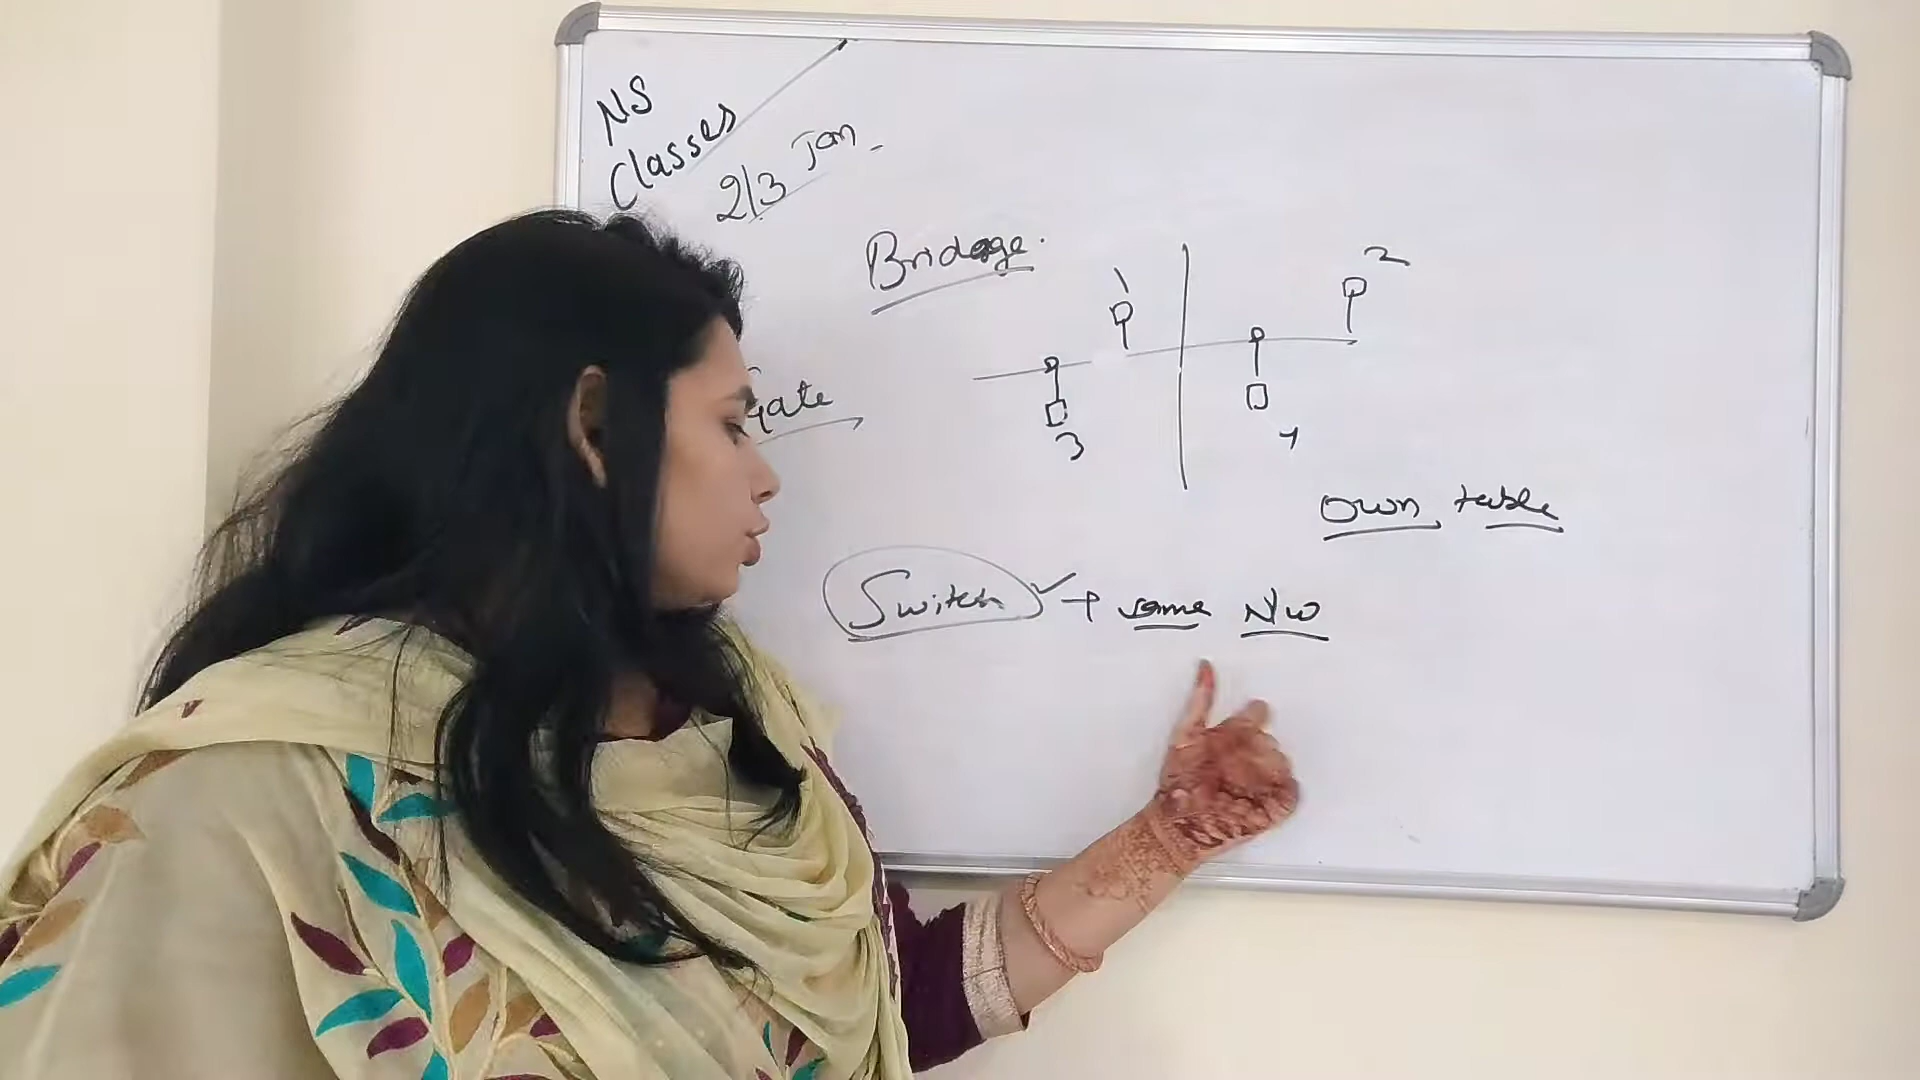 NS
Classes
2/3 Jan
Bridge.
1
2
3
4
Gate
Own table
Switch → same N/w